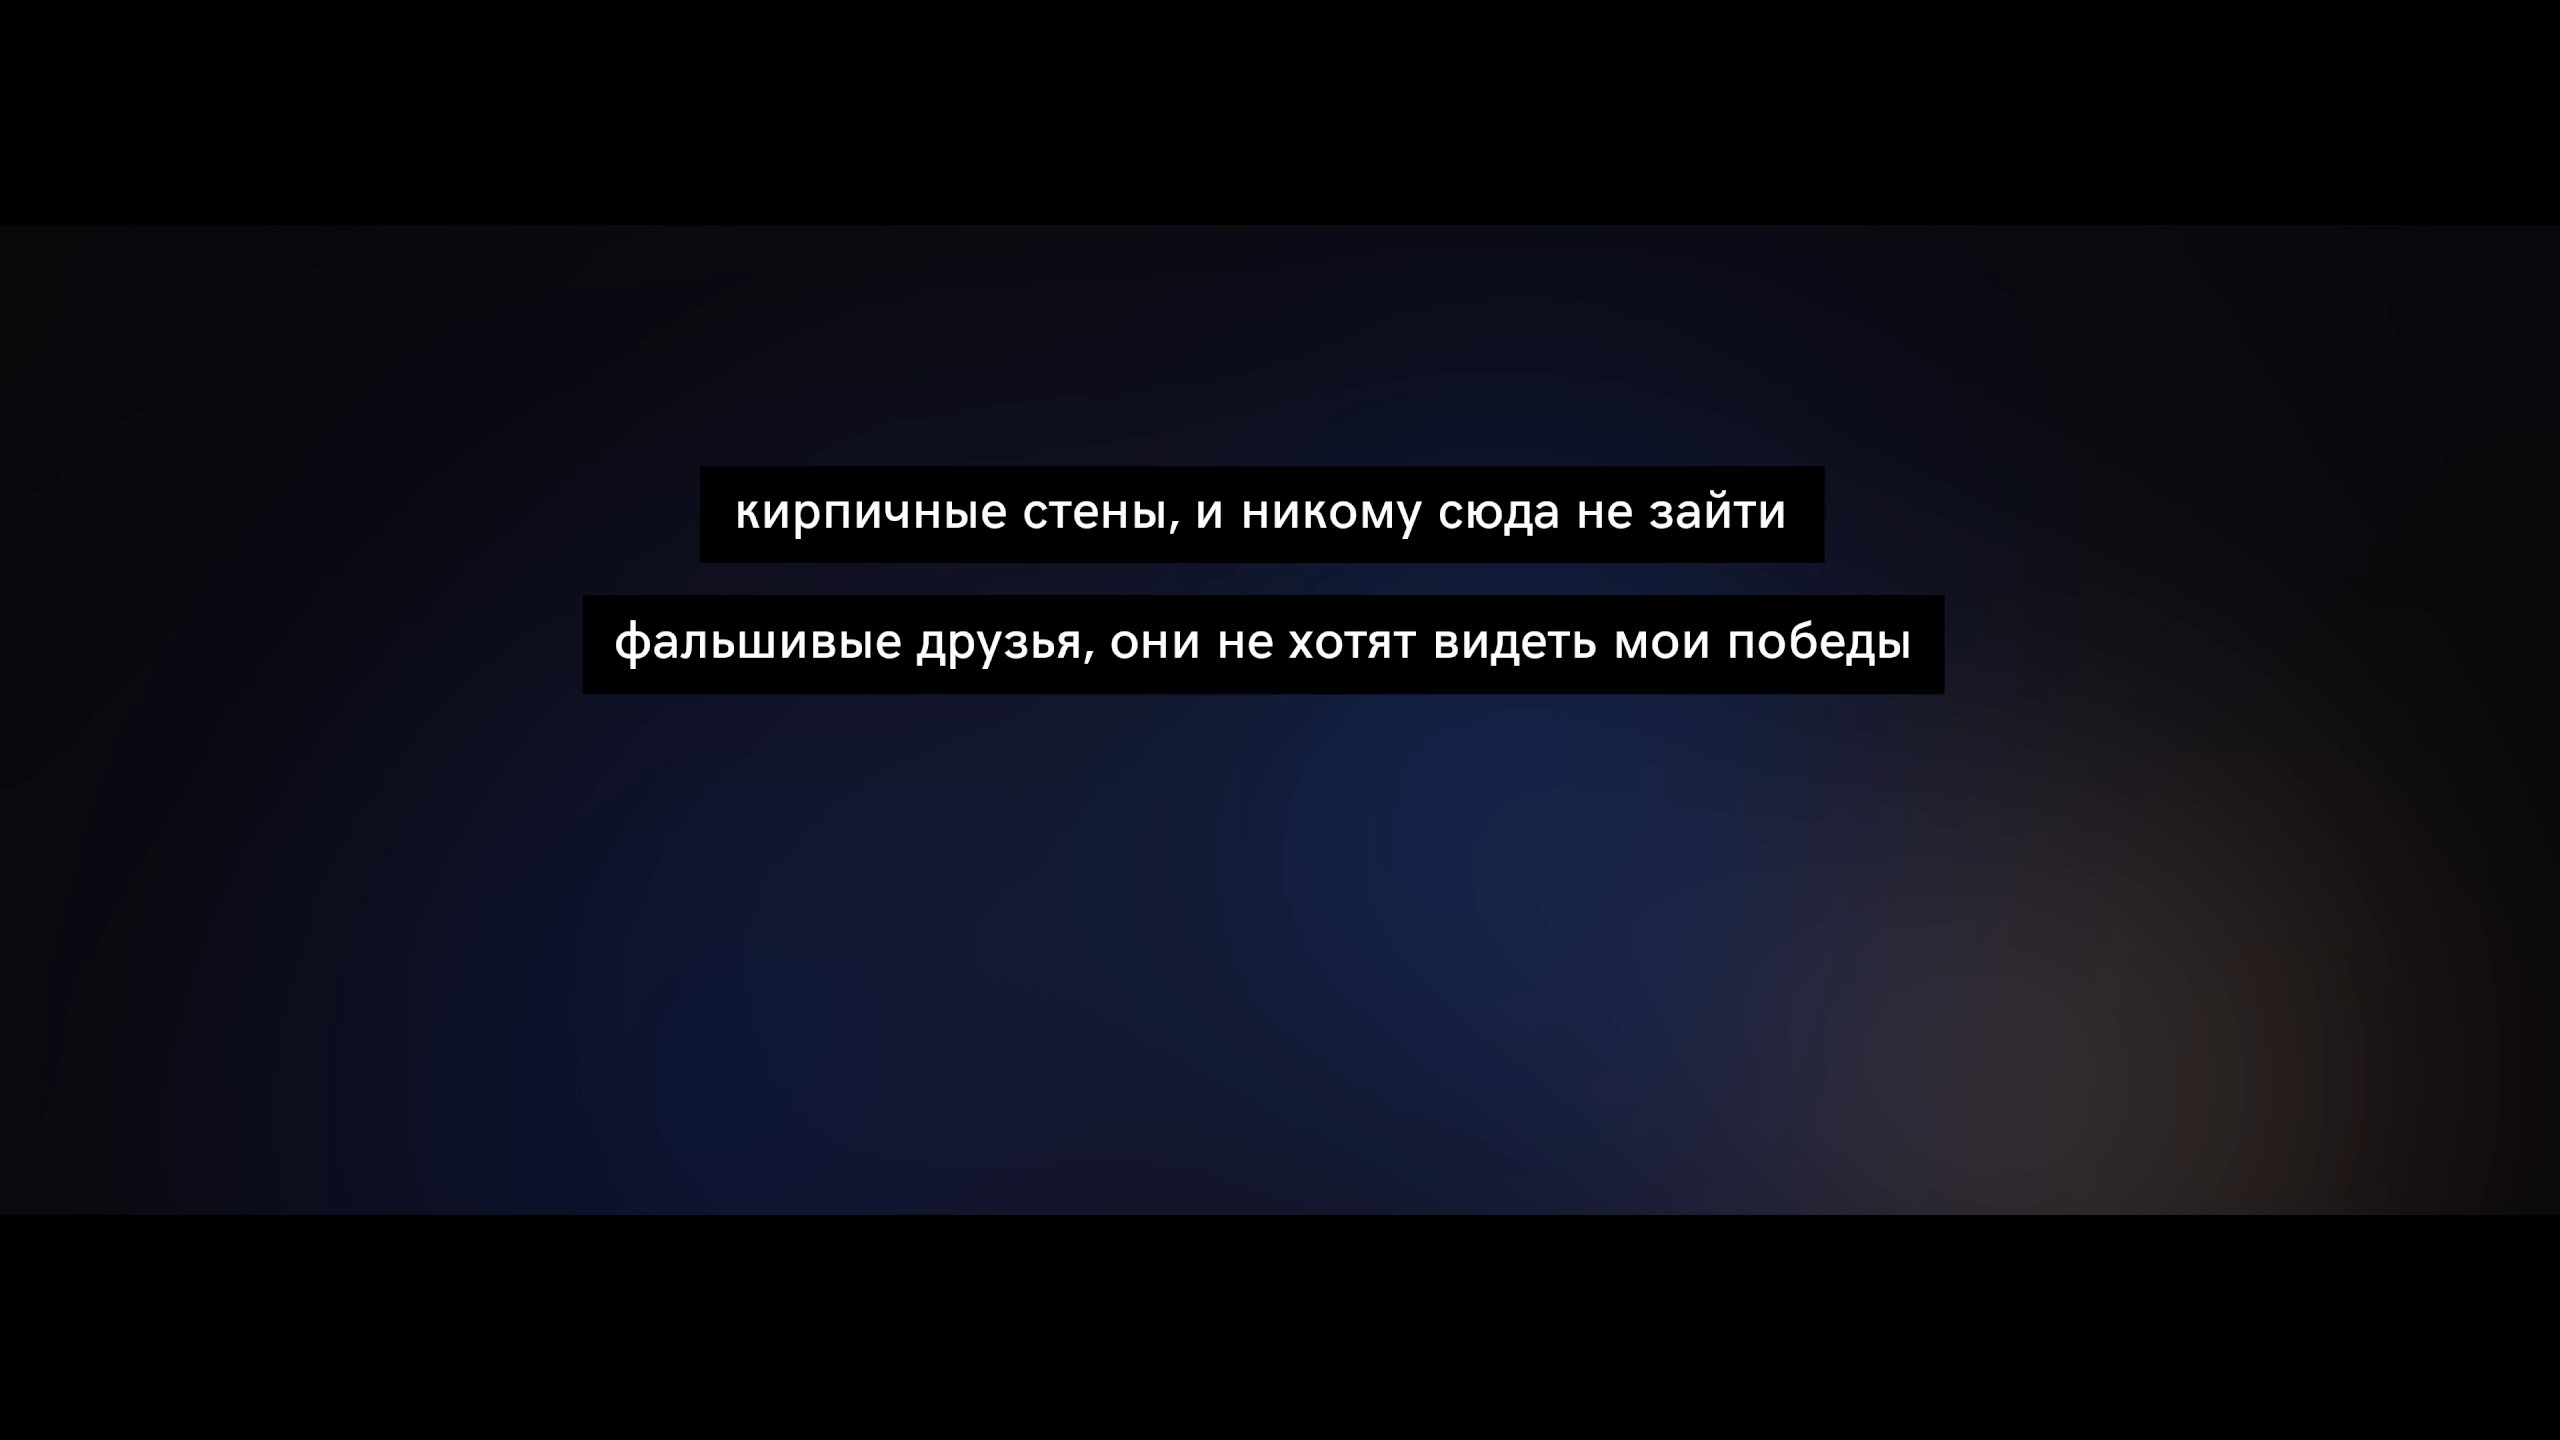 кирпичные стены, и никому сюда не зайти
фальшивые друзья, они не хотят видеть мои победы